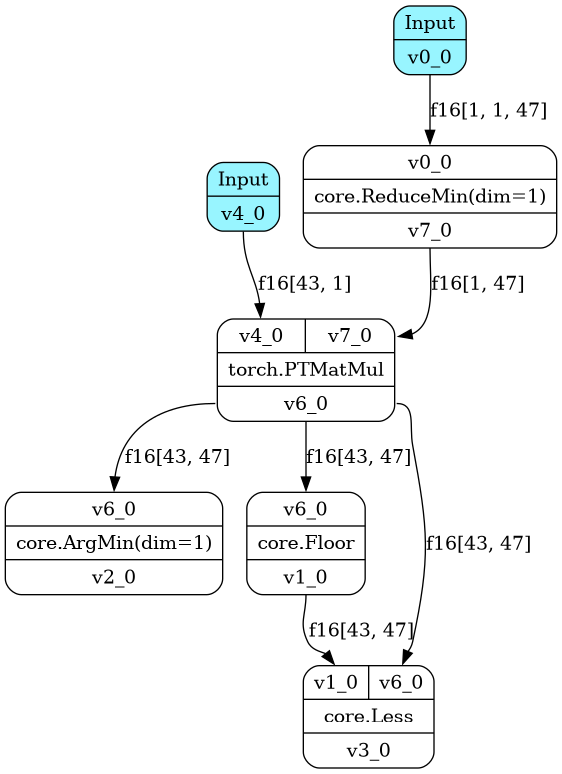 Input
v0_0
f16[1, 1, 47]
v0_0
core.ReduceMin(dim=1)
v7_0
Input
v4_0
f16[43, 1]
f16[1, 47]
v4_0 v7_0
torch.PTMatMul
v6_0
f16[43, 47]
f16[43, 47]
f16[43, 47]
v6_0
core.ArgMin(dim=1)
v2_0
v6_0
core.Floor
v1_0
f16[43, 47]
v1_0 v6_0
core.Less
v3_0